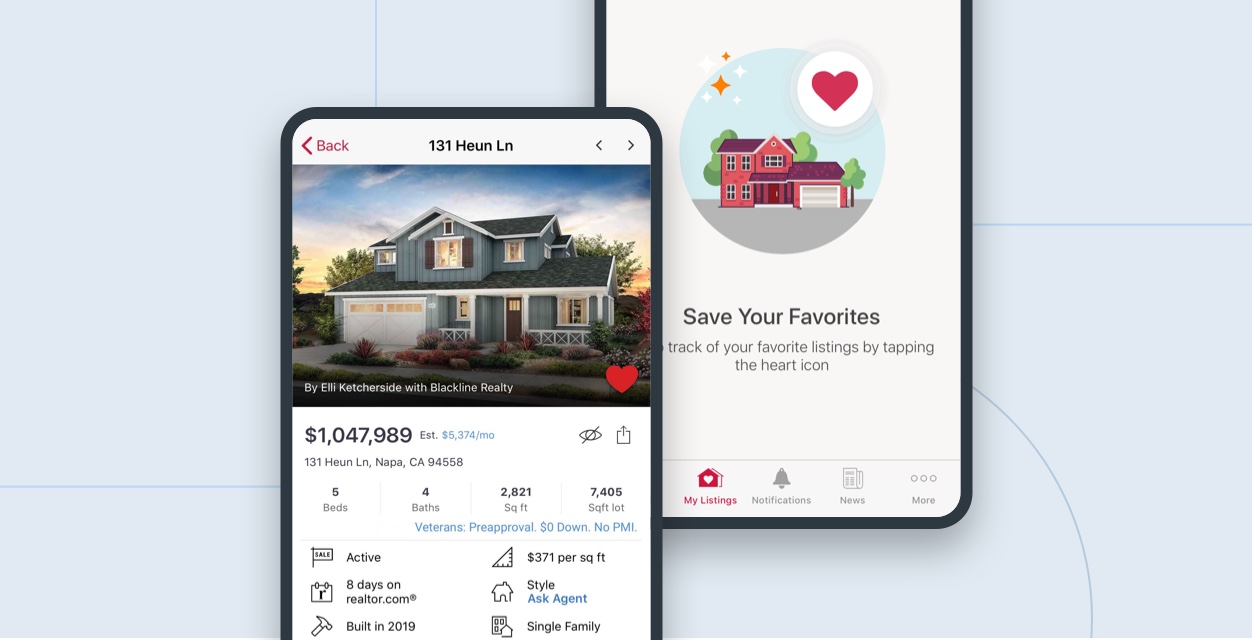 Back
131 Heun Ln
By Elli Ketcherside with Blackline Realty
$1,047,989 Est. $5,374/mo
131 Heun Ln, Napa, CA 94558
5 4 2,821 7,405
Beds Baths Sq ft Sqft lot
Veterans: Preapproval. $0 Down. No PMI.
SALE Active
$371 per sq ft
8 days on
realtor.com®
Style
Ask Agent
Built in 2019
Single Family
Save Your Favorites
track of your favorite listings by tapping
the heart icon
My Listings Notifications News More